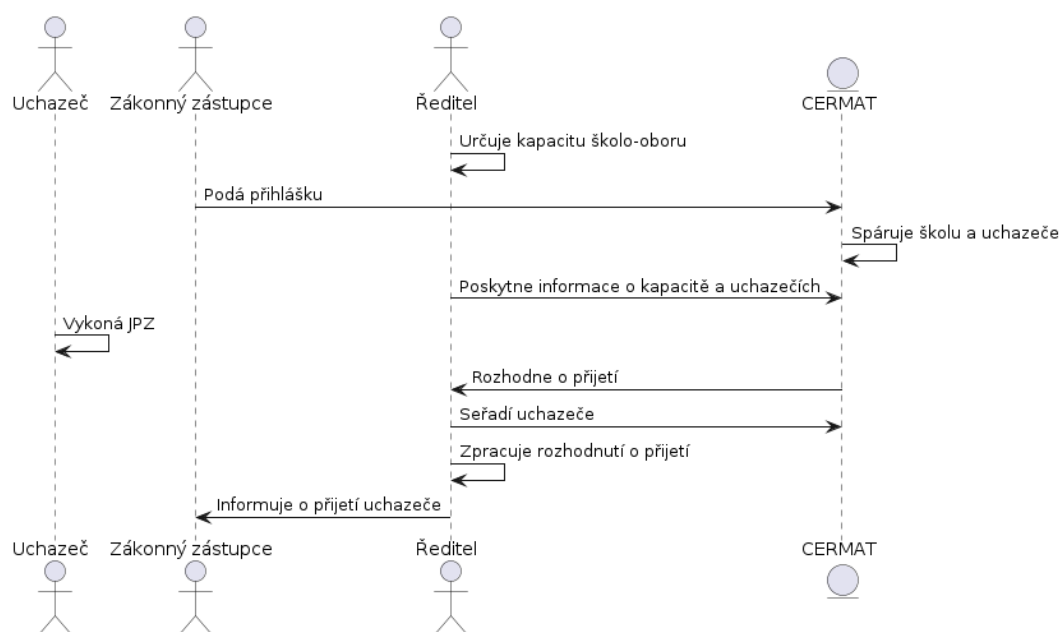 Uchazeč
Zákonný zástupce
Ředitel
CERMAT
Určuje kapacitu školo-oboru
Podá přihlášku
Spáruje školu a uchazeče
Poskytne informace o kapacitě a uchazečích
Vykoná JPZ
Rozhodne o přijetí
Seřadí uchazeče
Zpracuje rozhodnutí o přijetí
Informuje o přijetí uchazeče
Uchazeč
Zákonný zástupce
Ředitel
CERMAT